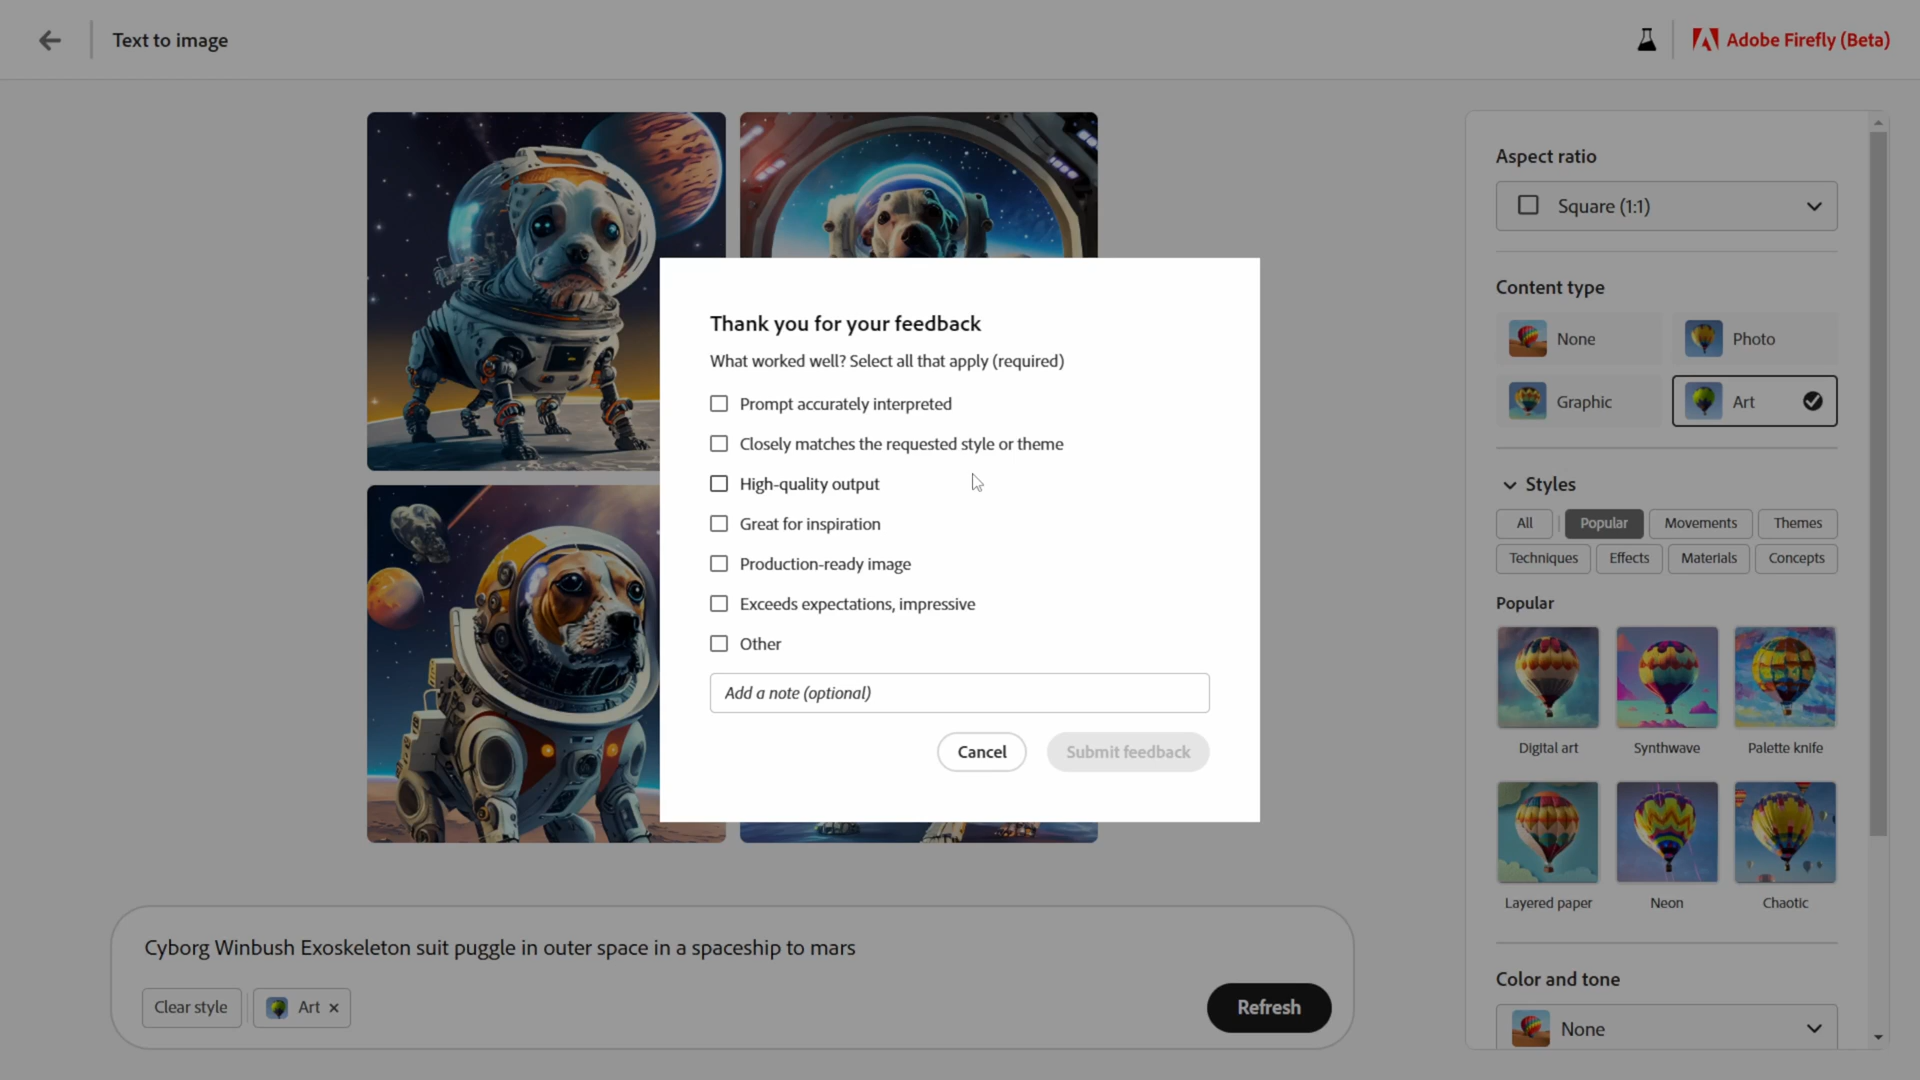 Text to image
Adobe Firefly (Beta)
Thank you for your feedback
What worked well? Select all that apply (required)
Prompt accurately interpreted
Closely matches the requested style or theme
High-quality output
Great for inspiration
Production-ready image
Exceeds expectations, impressive
Other
Add a note (optional)
Cancel
Submit feedback
Aspect ratio
Square (1:1)
Content type
None
Photo
Graphic
Art
Styles
All
Popular
Movements
Themes
Techniques
Effects
Materials
Concepts
Popular
Digital art
Synthwave
Palette knife
Layered paper
Neon
Chaotic
Color and tone
None
Cyborg Winbush Exoskeleton suit puggle in outer space in a spaceship to mars
Clear style
Art
Refresh